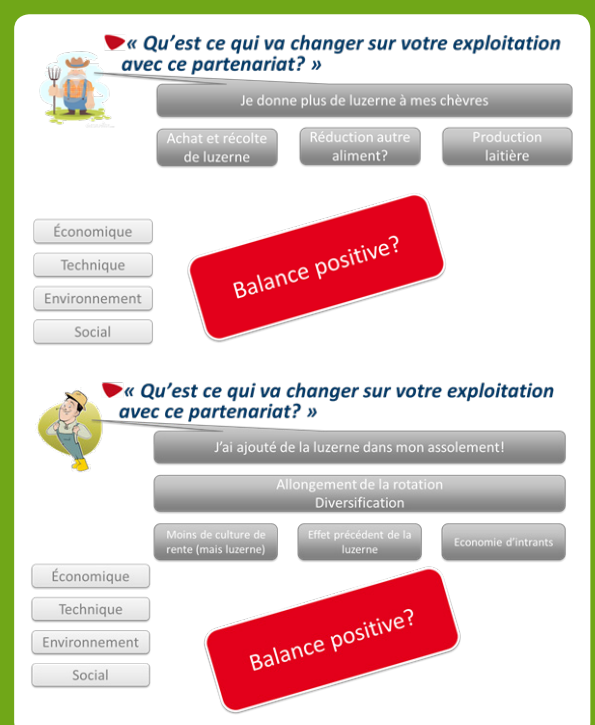 « Qu’est ce qui va changer sur votre exploitation
avec ce partenariat? »
Je donne plus de luzerne à mes chèvres
Achat et récolte
de luzerne
Réduction autre
aliment?
Production
laitière
Économique
Technique
Environnement
Social
Balance positive?
« Qu’est ce qui va changer sur votre exploitation
avec ce partenariat? »
J’ai ajouté de la luzerne dans mon assolement!
Allongement de la rotation
Diversification
Moins de culture de
rente (mais luzerne)
Effet précédent de la
luzerne
Economie d’intrants
Économique
Technique
Environnement
Social
Balance positive?